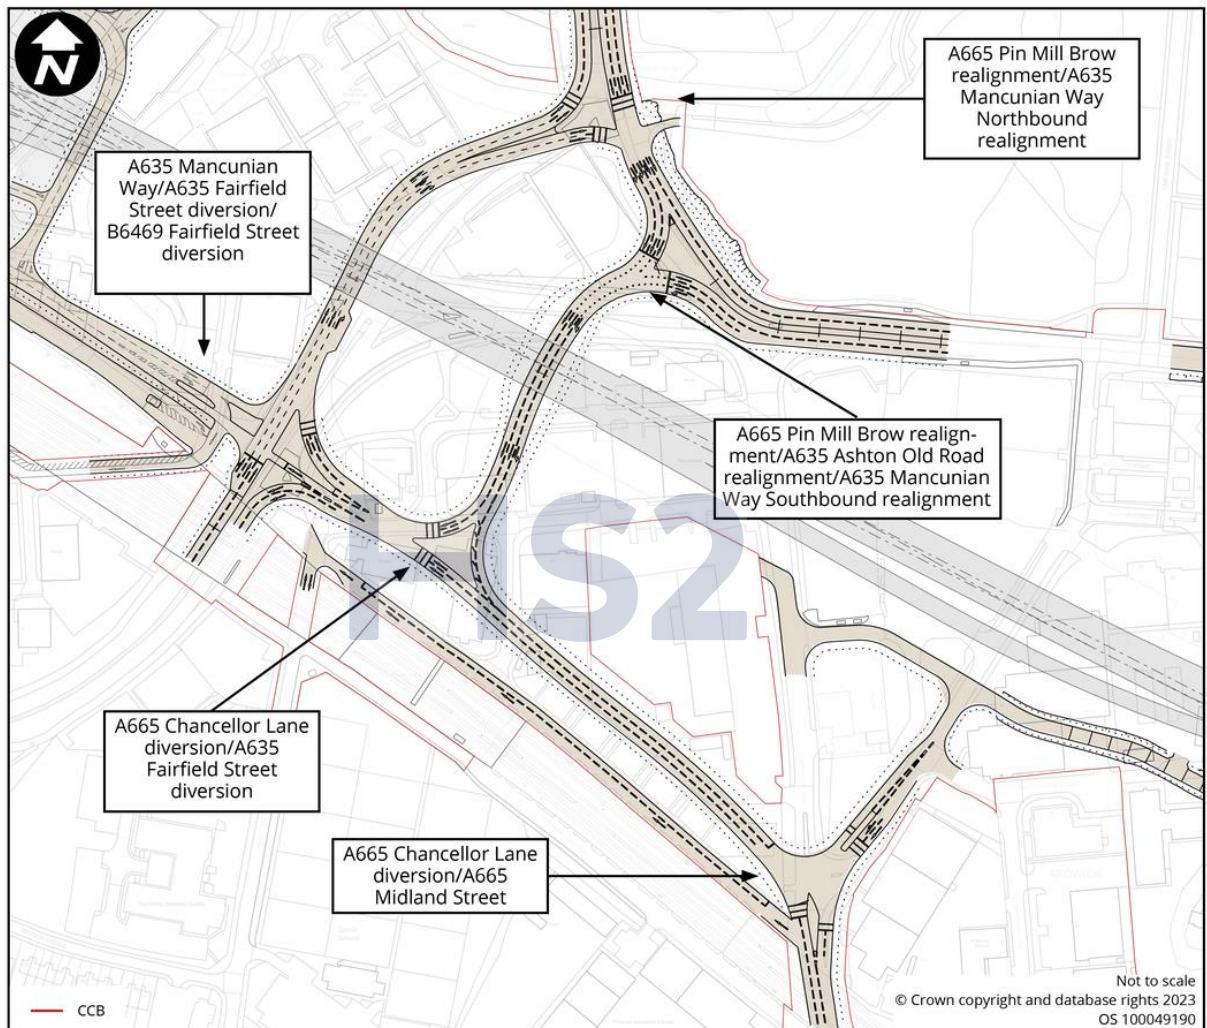 N
A665 Pin Mill Brow
realignment/A635
Mancunian Way
Northbound
realignment
A635 Mancunian
Way/A635 Fairfield
Street diversion/
B6469 Fairfield Street
diversion
A665 Pin Mill Brow realign-
ment/A635 Ashton Old Road
realignment/A635 Mancunian
Way Southbound realignment
HS2
A665 Chancellor Lane
diversion/A635
Fairfield Street
diversion
A665 Chancellor Lane
diversion/A665
Midland Street
ARDWICK
CCB
Not to scale
© Crown copyright and database rights 2023
OS 100049190